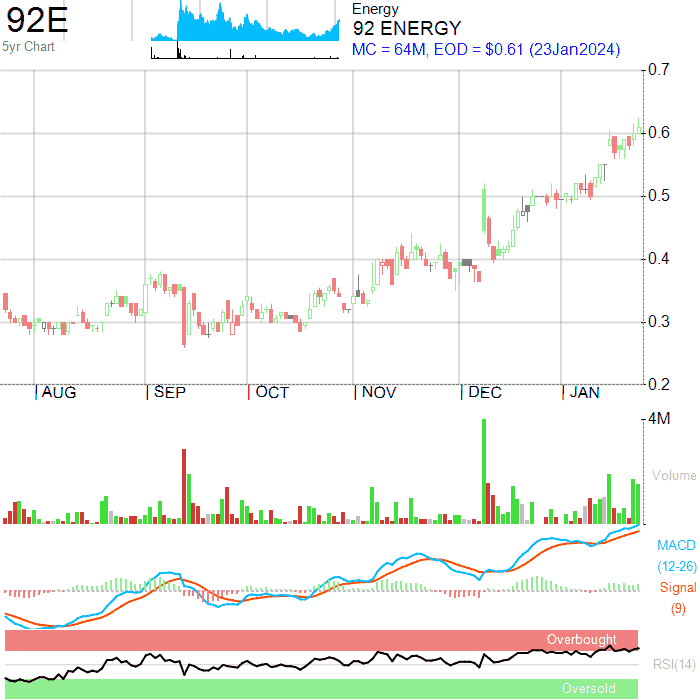 92E
5yr Chart
Energy
92 ENERGY
MC = 64M, EOD = $0.61 (23Jan2024)
0.7
0.6
0.5
0.4
0.3
0.2
AUG SEP OCT NOV DEC JAN
4M
Volume
MACD
(12-26)
Signal
(9)
Overbought
RSI(14)
Oversold